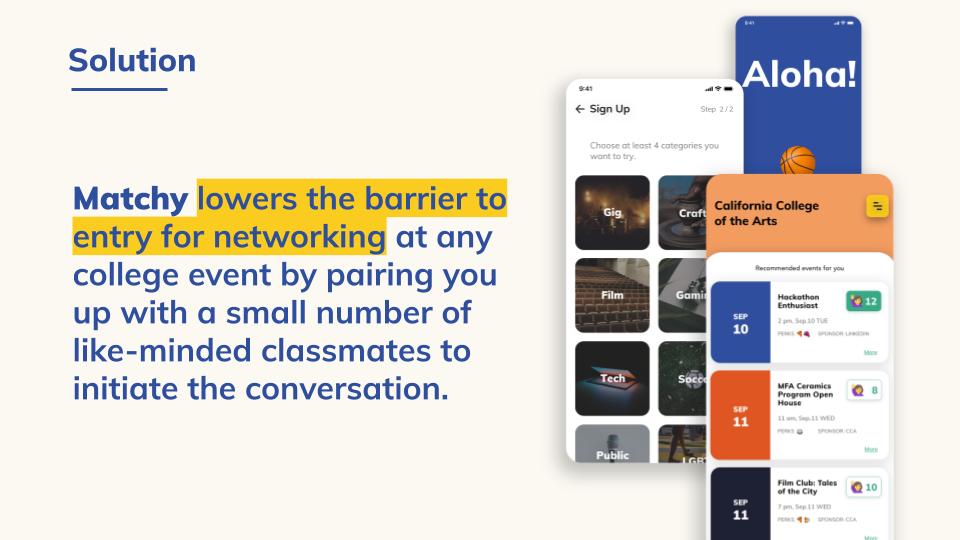 Solution
Matchy lowers the barrier to
entry for networking at any
college event by pairing you
up with a small number of
like-minded classmates to
initiate the conversation.
9:41
Aloha!
9:41
Sign Up
Step 2/2
Choose at least 4 categories you
want to try.
Gig
Craft
Film
Gami
Tech
Socce
Public
LGBT
California College
of the Arts
Recommended events for you
SEP
10
Hackathon
Enthusiast
12
2 pm, Sep.10 TUE
PERKS: SPONSOR: LINKEDIN
More
SEP
11
MFA Ceramics
Program Open
House
8
11 am, Sep.11 WED
PERKS: SPONSOR: CCA
More
SEP
11
Film Club: Tales
of the City
10
7 pm, Sep.11 WED
PERKS: SPONSOR: CCA
More